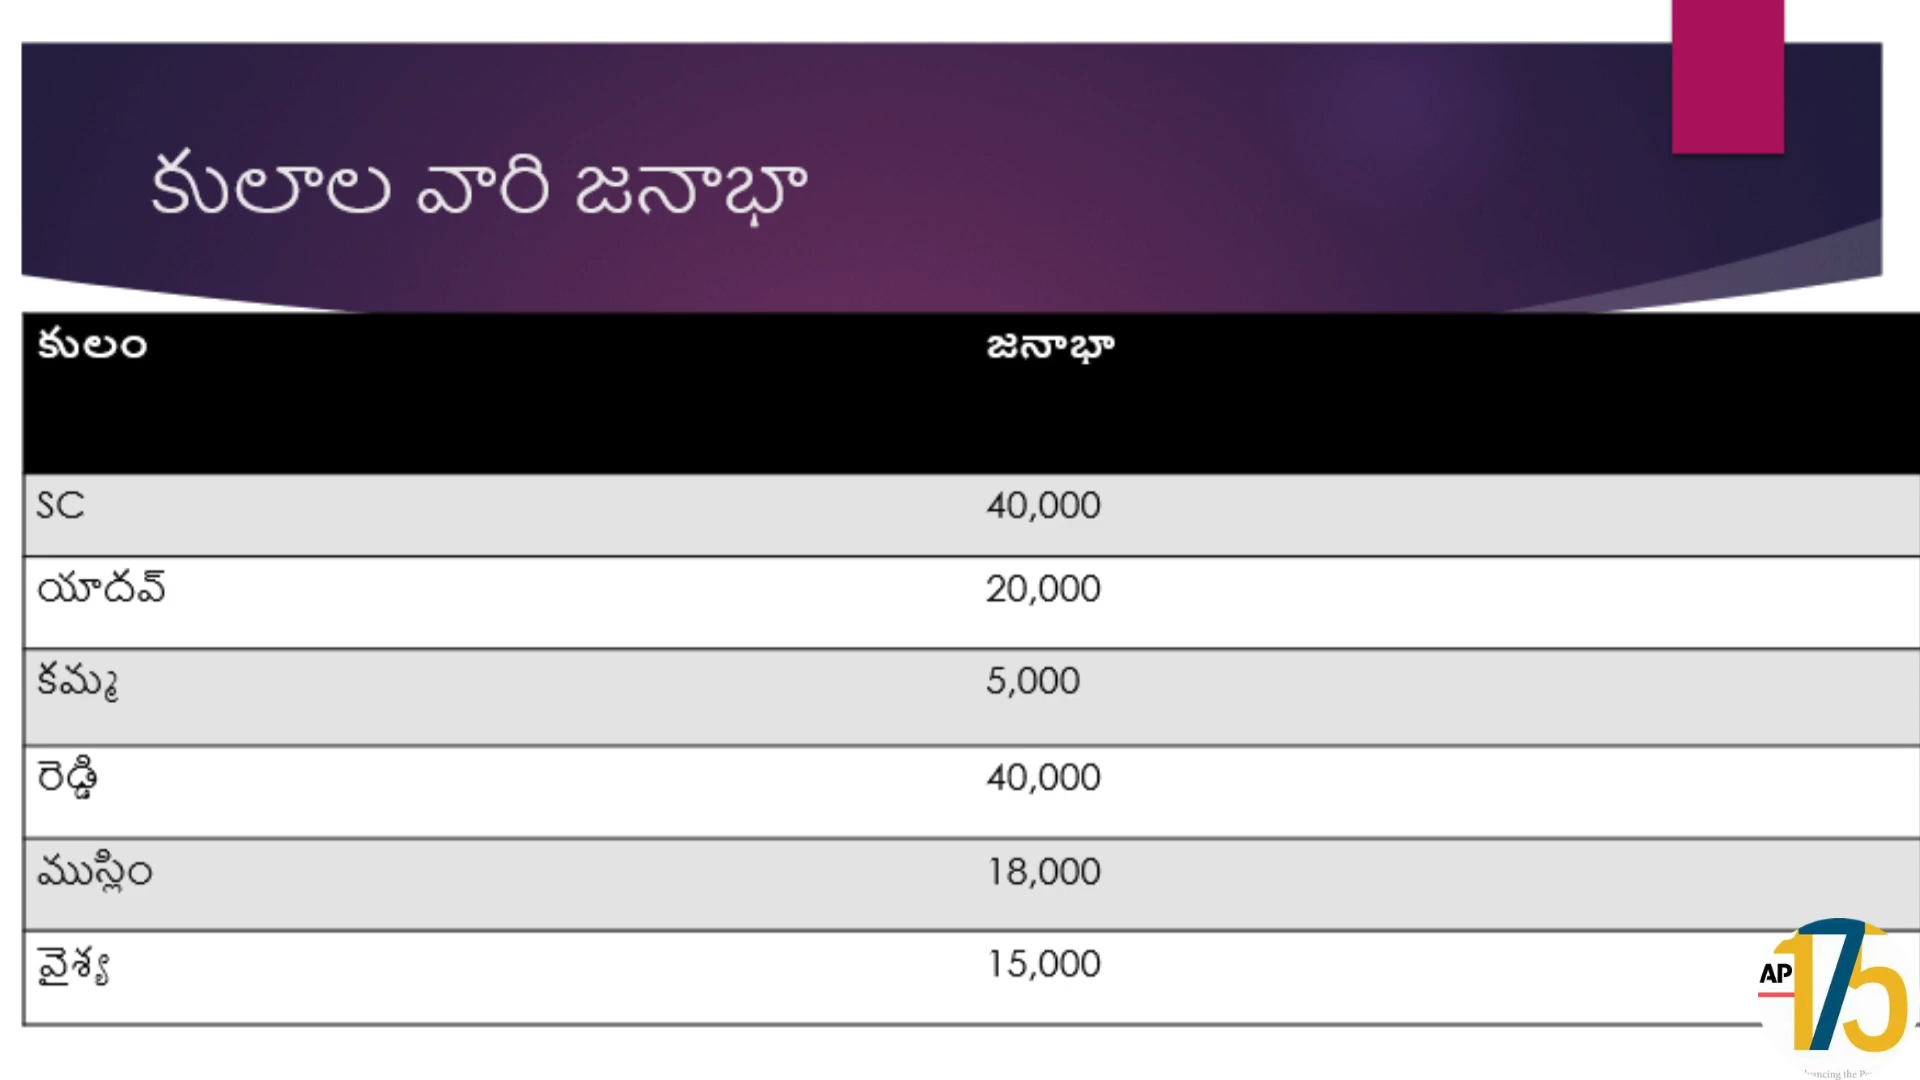 కులాల వారి జనాభా
కులం జనాభా
SC 40,000
యాదవ్ 20,000
కమ్మ 5,000
రెడ్డి 40,000
ముస్లిం 18,000
వైశ్య 15,000
AP 175